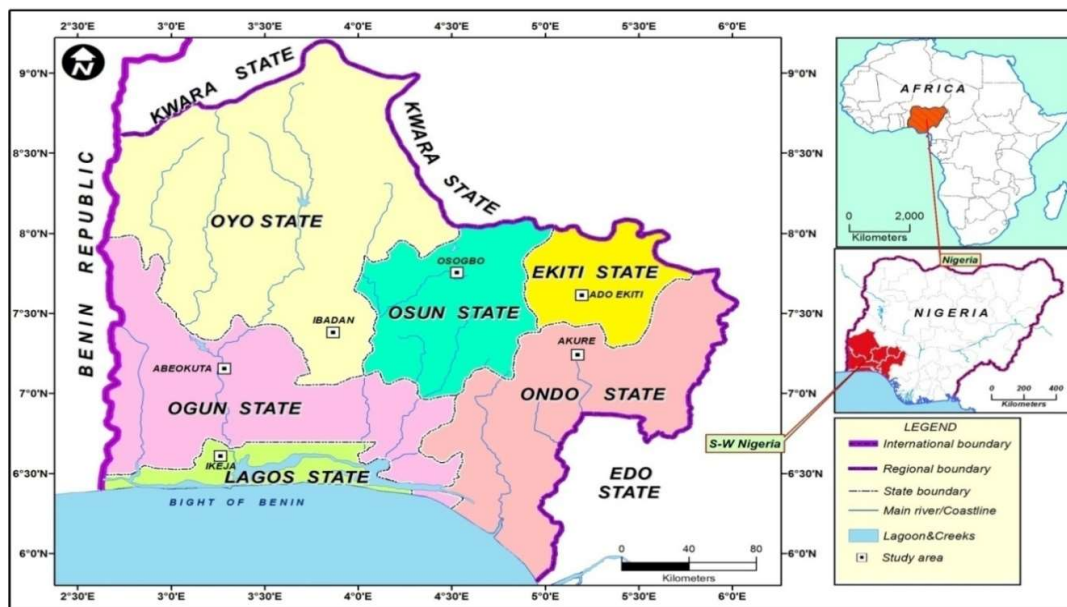 2°30'E 3°0'E 3°30'E 4°0'E 4°30'E 5°0'E 5°30'E 6°0'E
9°0'N
8°30'N
8°0'N
7°30'N
7°0'N
6°30'N
6°0'N
N
KWARA STATE
KWARA STATE
BENIN REPUBLIC
OYO STATE
OSOGBO
EKITI STATE
ADO EKITI
IBADAN
OSUN STATE
AKURE
ABEOKUTA
ONDO STATE
OGUN STATE
IKEJA
LAGOS STATE
EDO
STATE
BIGHT OF BENIN
0 40 80
Kilometers
9°0'N
8°30'N
8°0'N
7°30'N
7°0'N
6°30'N
6°0'N
2°30'E 3°0'E 3°30'E 4°0'E 4°30'E 5°0'E 5°30'E 6°0'E
AFRICA
0 2,000
Kilometers
Nigeria
NIGERIA
0 200 400
Kilometers
S-W Nigeria
LEGEND
International boundary
Regional boundary
State boundary
Main river/Coastline
Lagoon&Creeks
Study area